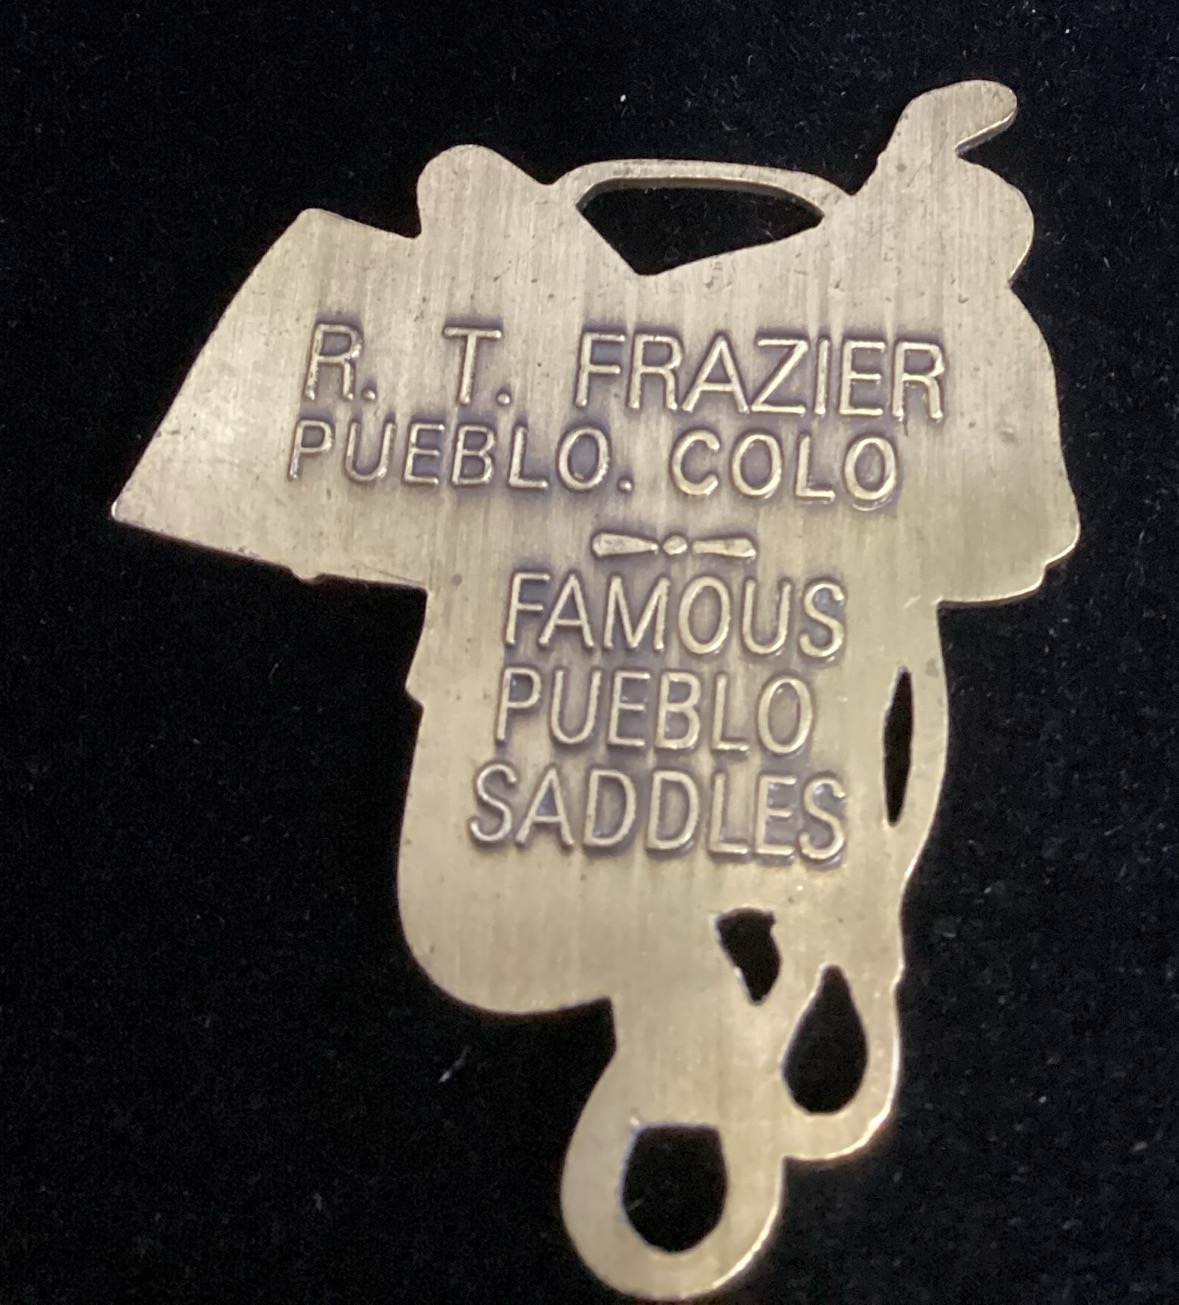 R. T. FRAZIER
PUEBLO. COLO
FAMOUS
PUEBLO
SADDLES